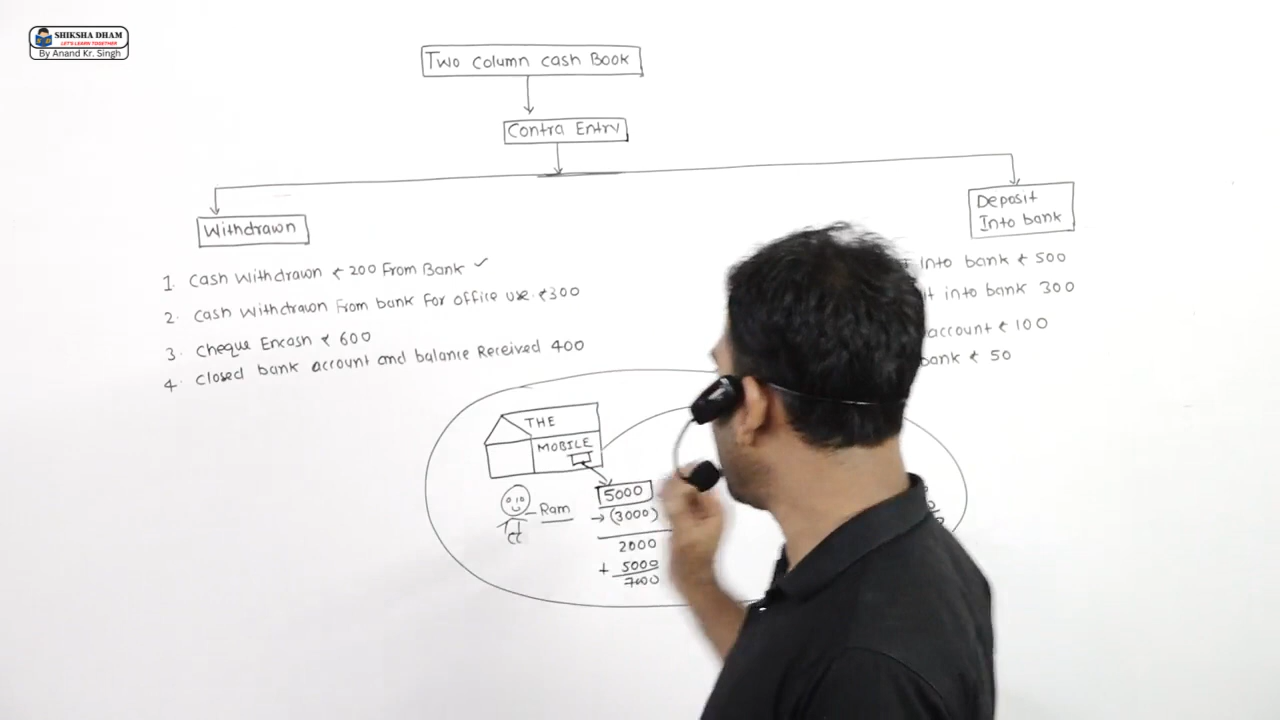 SHIKSHA DHAM
LET'S LEARN TOGETHER
By Anand Kr. Singh
Two column cash Book
Contra Entry
Withdrawn
Deposit
Into bank
1. Cash Withdrawn ₹ 200 From Bank ✓
2. Cash Withdrawn From bank For office use ₹300
3. Cheque Encash ₹ 600
4. Closed bank account and balance Received 400
into bank ₹ 500
into bank 300
account ₹ 100
bank ₹ 50
THE
MOBILE
Ram
5000
→ (3000)
2000
+ 5000
7000